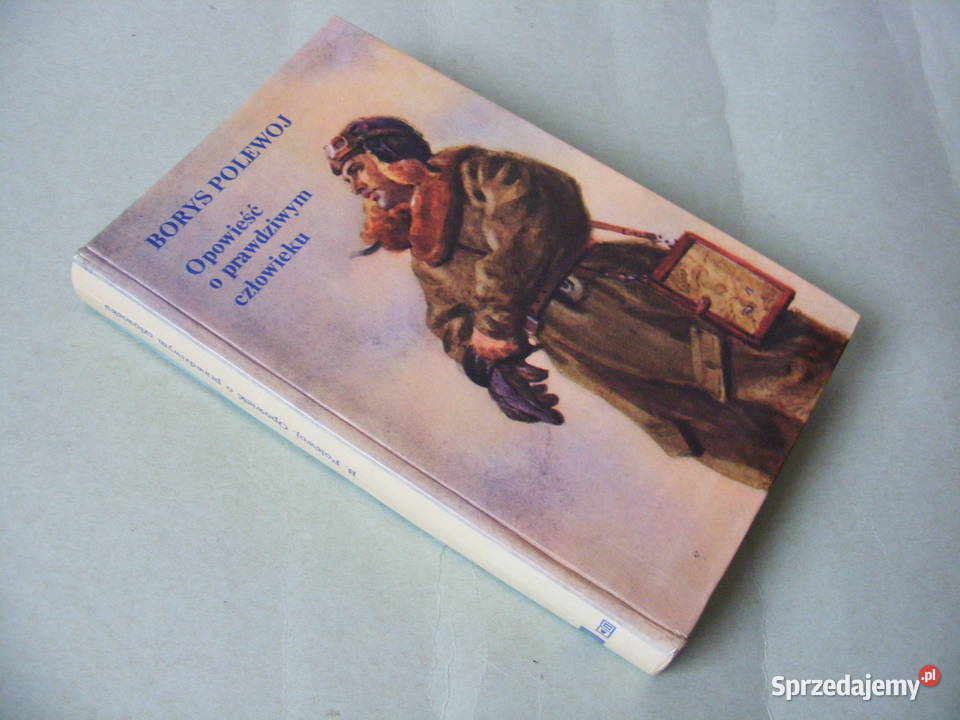 BORYS POLEWOJ
Opowieść
o prawdziwym
człowieku
B. Polewoj. Opowieść o prawdziwym człowieku
Sprzedajemy.pl